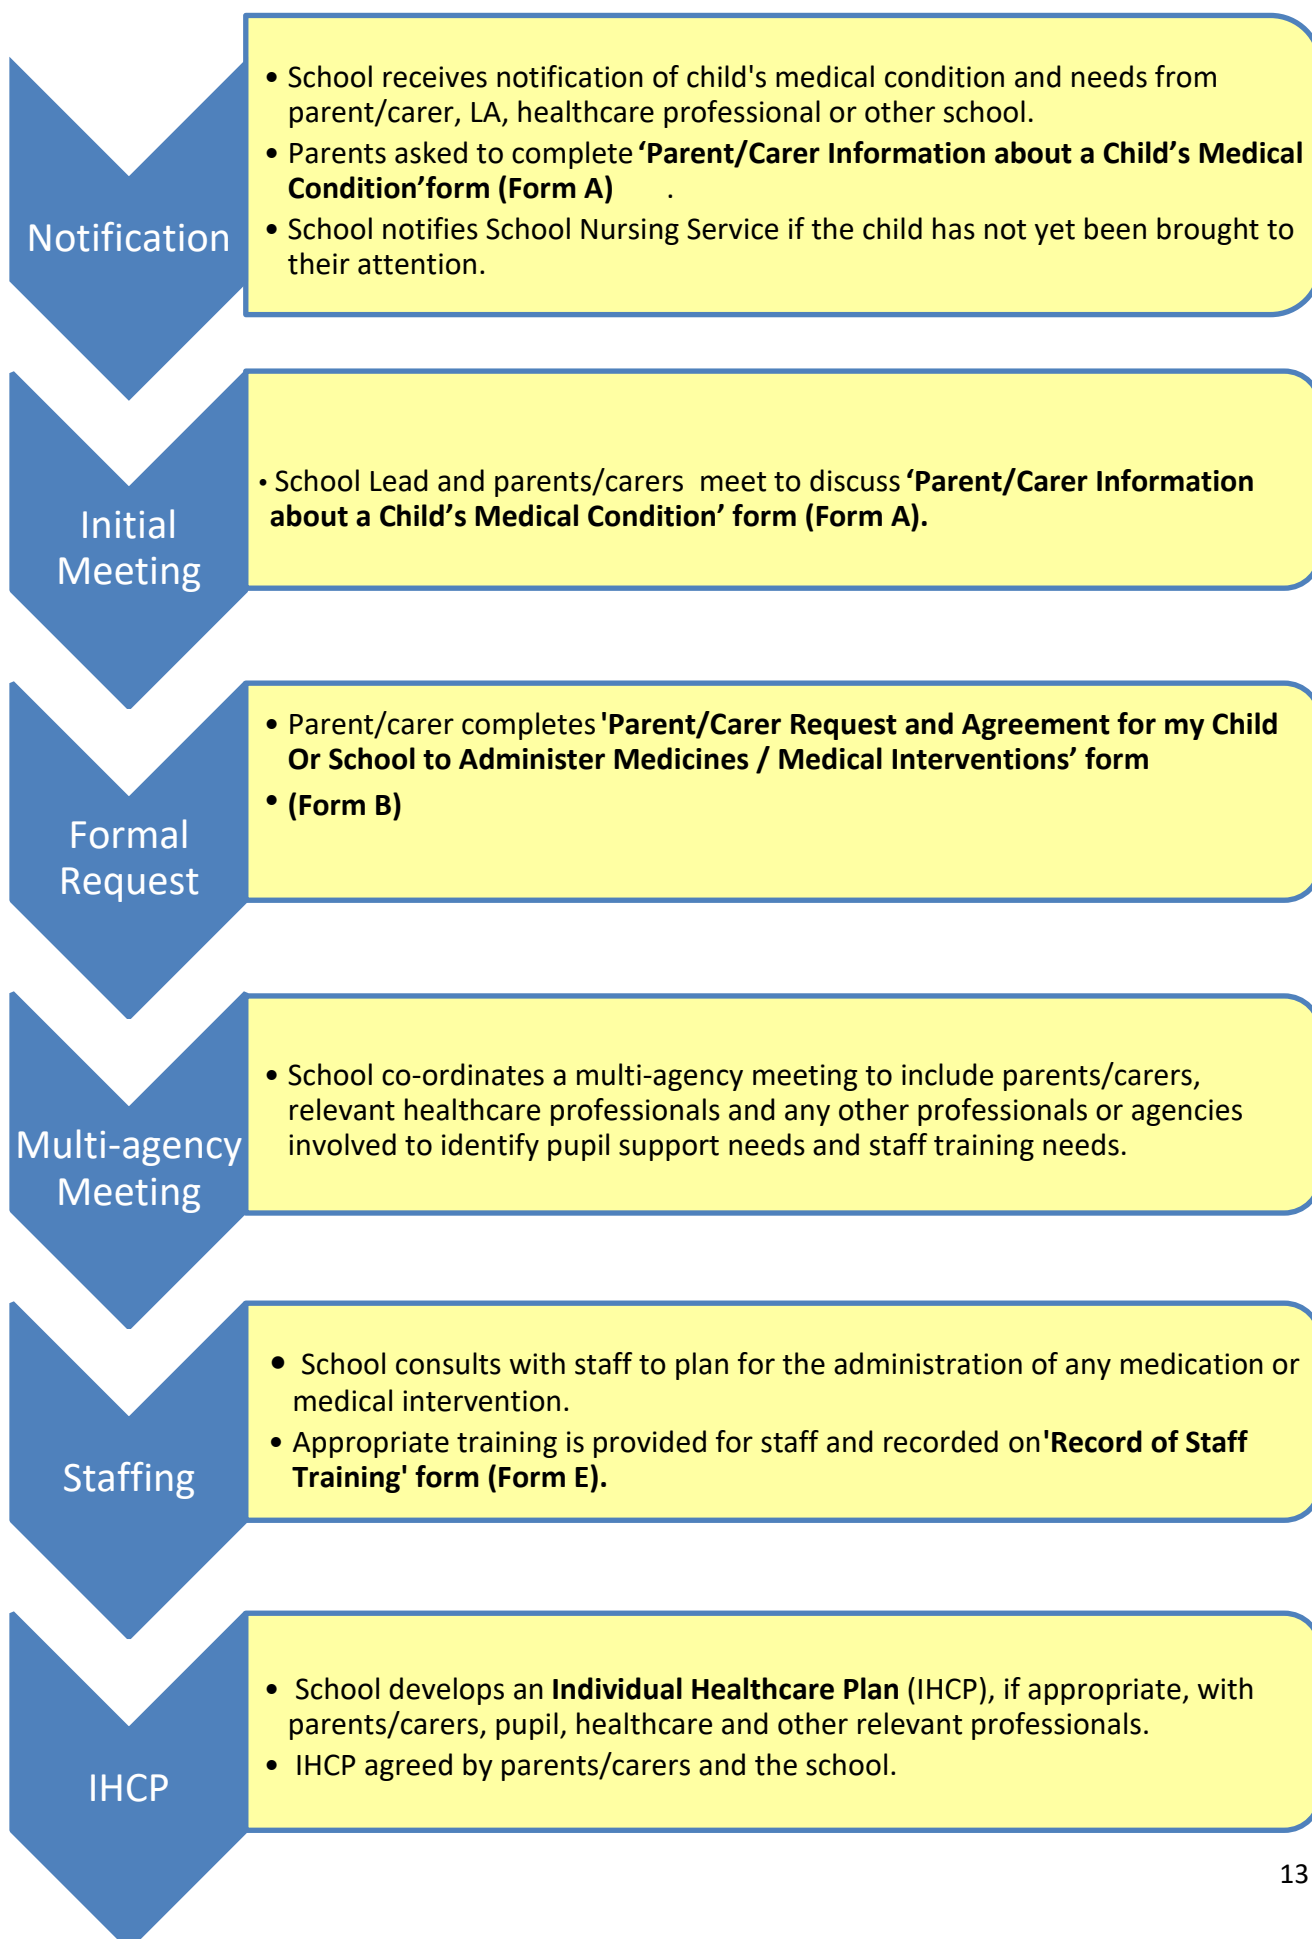 Notification
• School receives notification of child's medical condition and needs from
parent/carer, LA, healthcare professional or other school.
• Parents asked to complete ‘Parent/Carer Information about a Child’s Medical
Condition’form (Form A) .
• School notifies School Nursing Service if the child has not yet been brought to
their attention.
Initial
Meeting
• School Lead and parents/carers meet to discuss ‘Parent/Carer Information
about a Child’s Medical Condition’ form (Form A).
Formal
Request
• Parent/carer completes 'Parent/Carer Request and Agreement for my Child
Or School to Administer Medicines / Medical Interventions’ form
• (Form B)
Multi-agency
Meeting
• School co-ordinates a multi-agency meeting to include parents/carers,
relevant healthcare professionals and any other professionals or agencies
involved to identify pupil support needs and staff training needs.
Staffing
• School consults with staff to plan for the administration of any medication or
medical intervention.
• Appropriate training is provided for staff and recorded on'Record of Staff
Training' form (Form E).
IHCP
• School develops an Individual Healthcare Plan (IHCP), if appropriate, with
parents/carers, pupil, healthcare and other relevant professionals.
• IHCP agreed by parents/carers and the school.
13